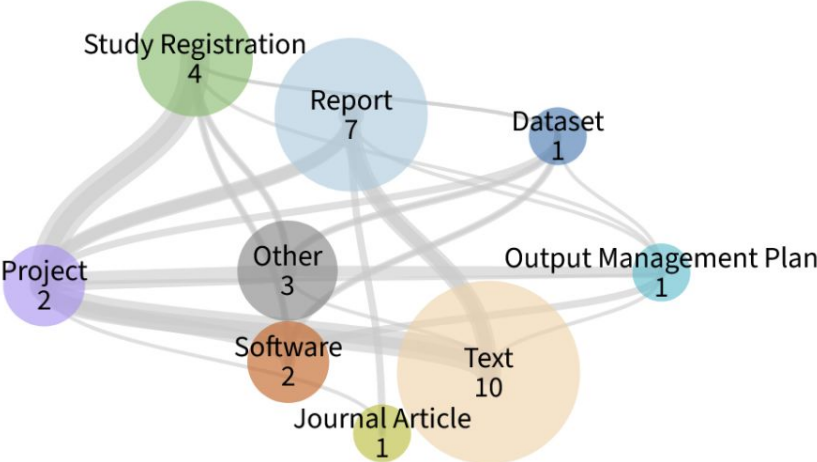 Study Registration
4
Report
7
Dataset
1
Other
3
Output Management Plan
1
Project
2
Software
2
Text
10
Journal Article
1